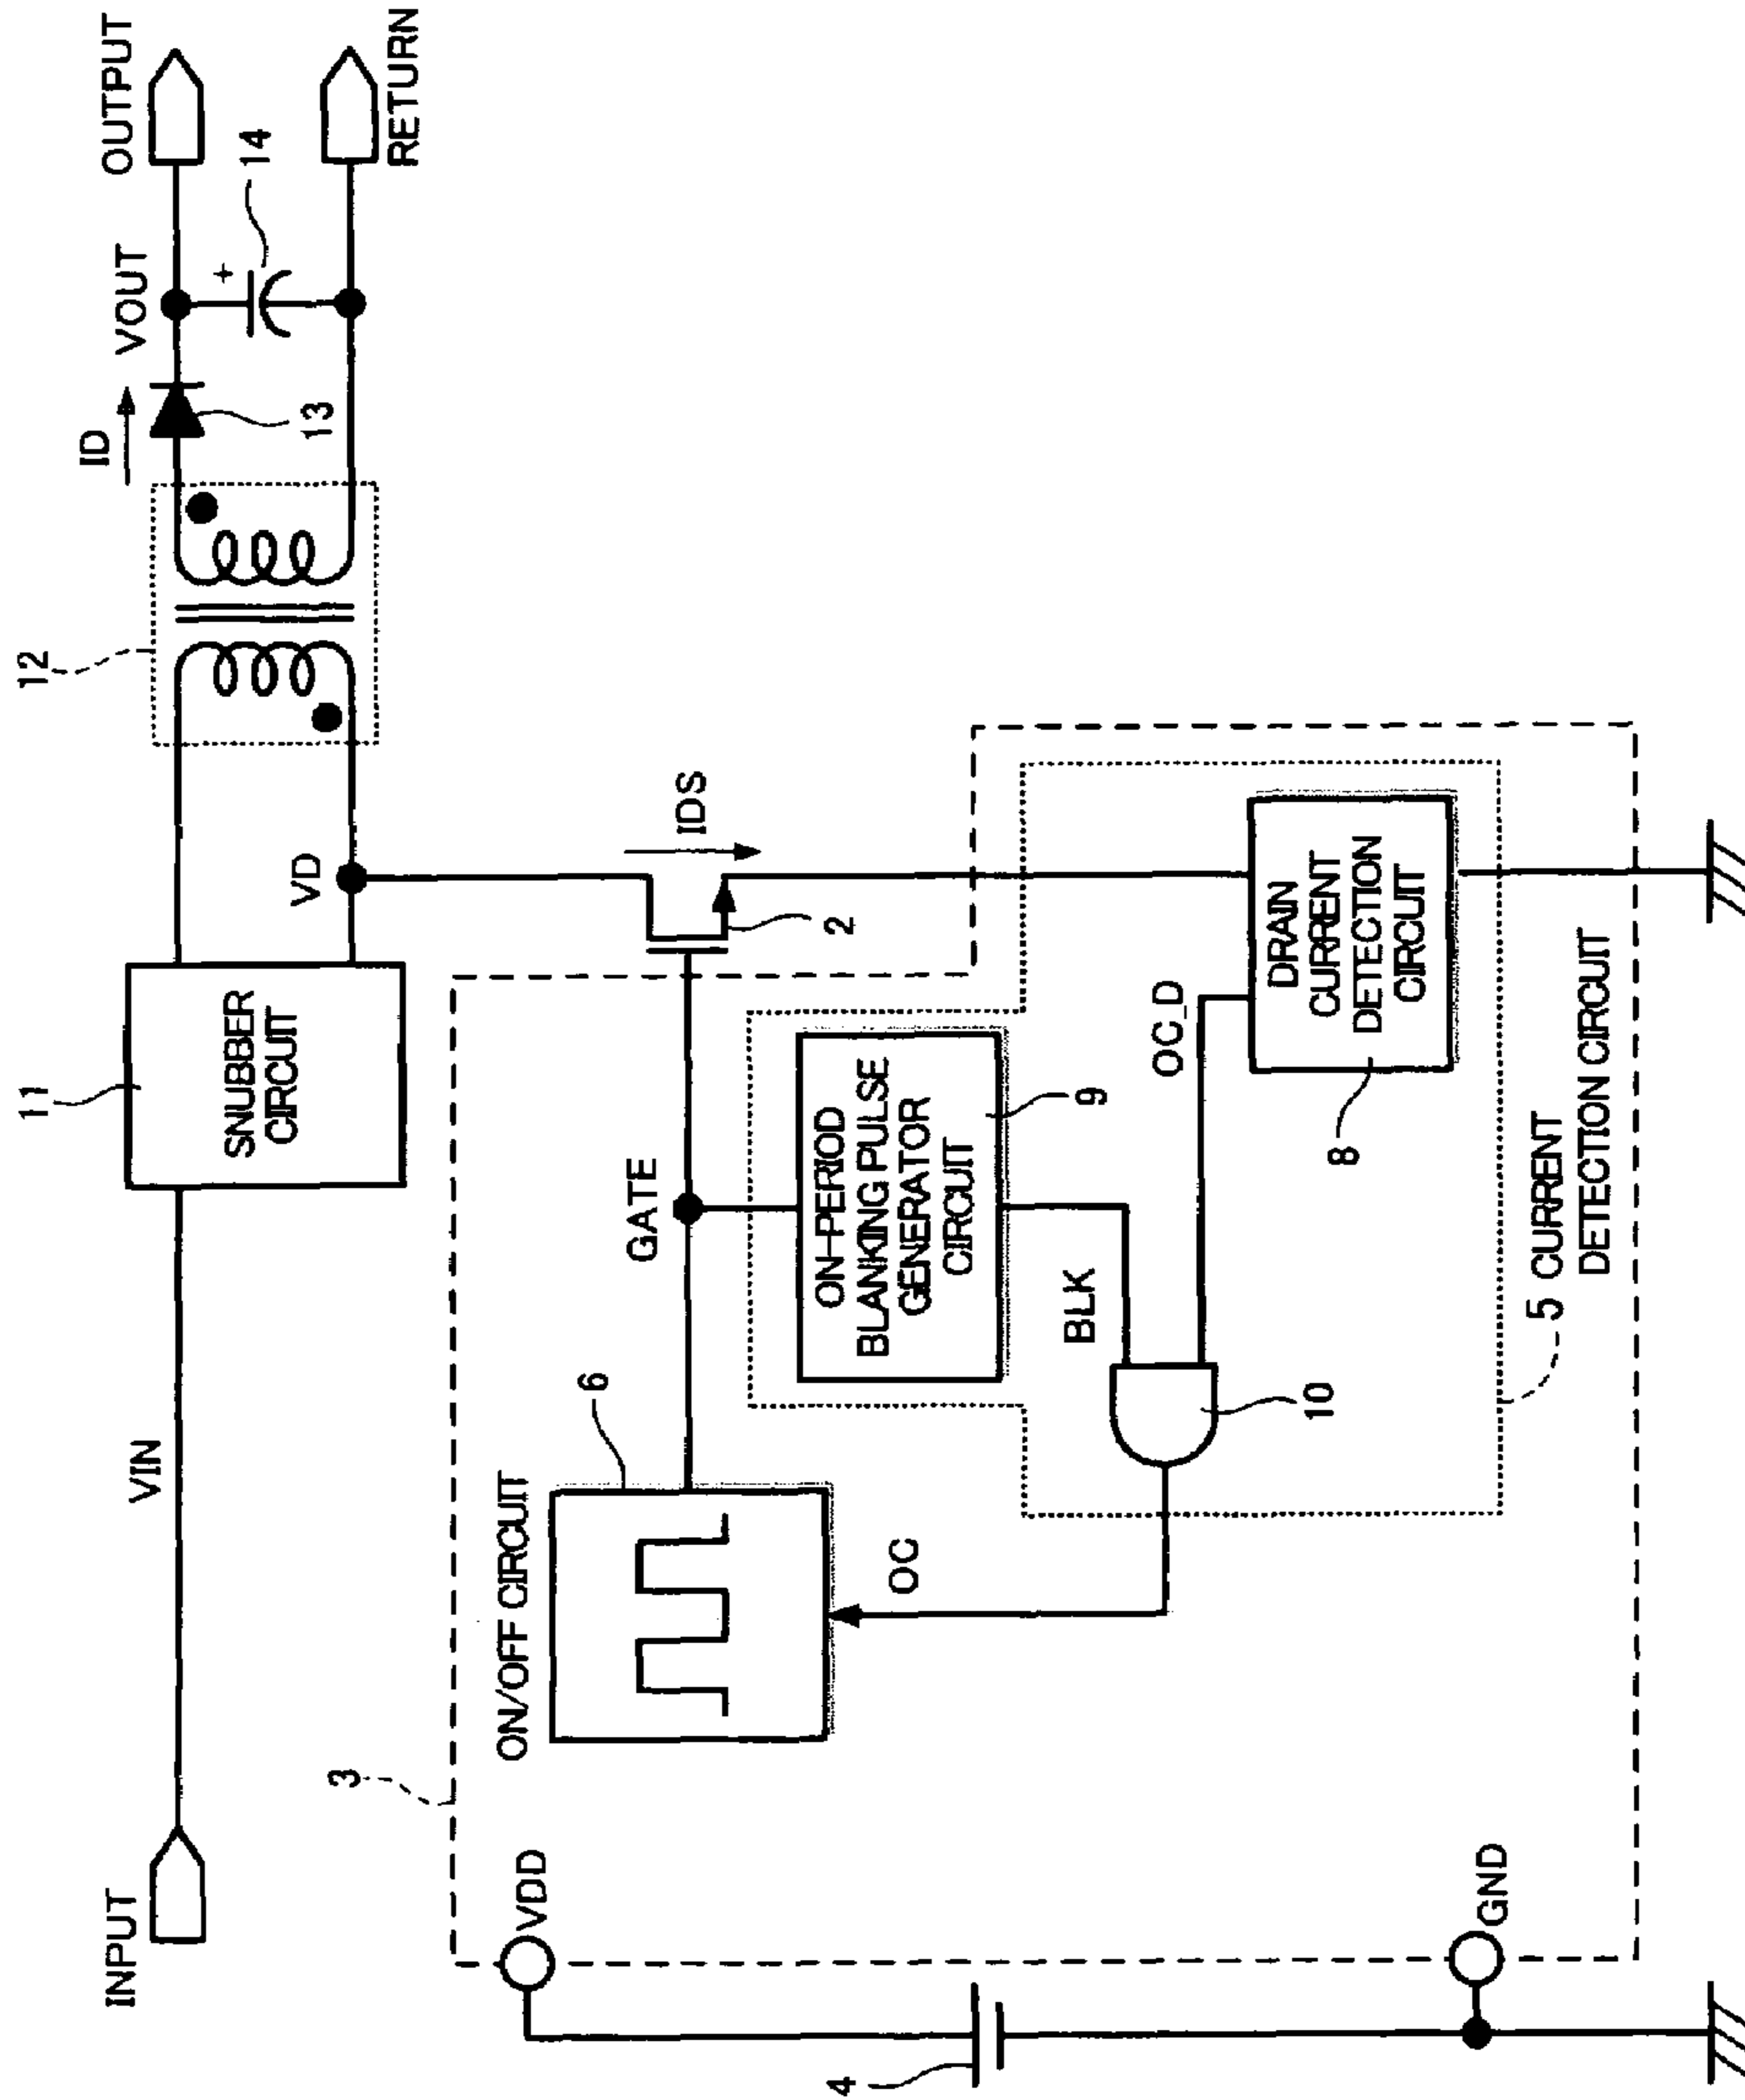 11
12
INPUT
VIN
SNUBBER
CIRCUIT
VD
ID
VOUT
OUTPUT
13
14
+
RETURN
3
ON/OFF CIRCUIT
6
GATE
IDS
2
VDD
4
OC
ON-PERIOD
BLANKING PULSE
GENERATOR
CIRCUIT
9
BLK
OC_D
10
DRAIN
CURRENT
DETECTION
CIRCUIT
8
GND
5 CURRENT
DETECTION CIRCUIT